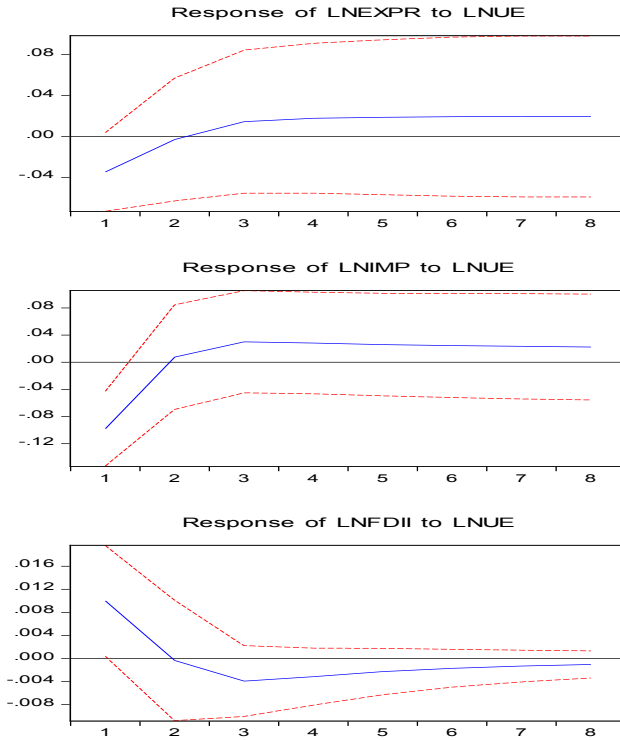 Response of LNEXPR to LNUE
.08
.04
.00
-.04
1 2 3 4 5 6 7 8
Response of LNIMP to LNUE
.08
.04
.00
-.04
-.08
-.12
1 2 3 4 5 6 7 8
Response of LNFDII to LNUE
.016
.012
.008
.004
.000
-.004
-.008
1 2 3 4 5 6 7 8